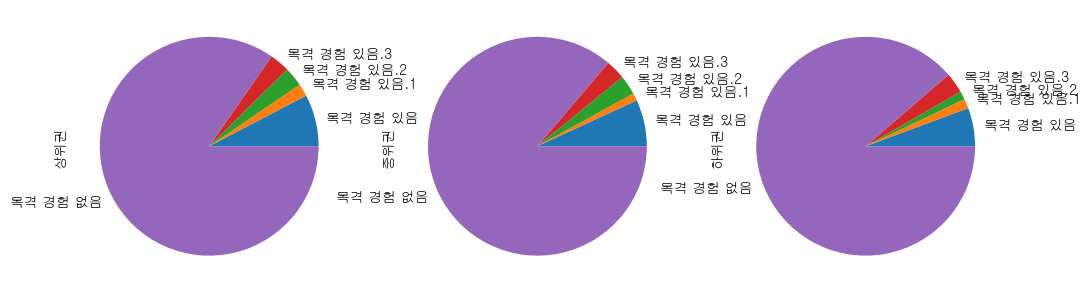 상위권
목격 경험 있음.3
목격 경험 있음.2
목격 경험 있음.1
목격 경험 있음
목격 경험 없음
중위권
목격 경험 있음.3
목격 경험 있음.2
목격 경험 있음.1
목격 경험 있음
목격 경험 없음
하위권
목격 경험 있음.3
목격 경험 있음.2
목격 경험 있음.1
목격 경험 있음
목격 경험 없음